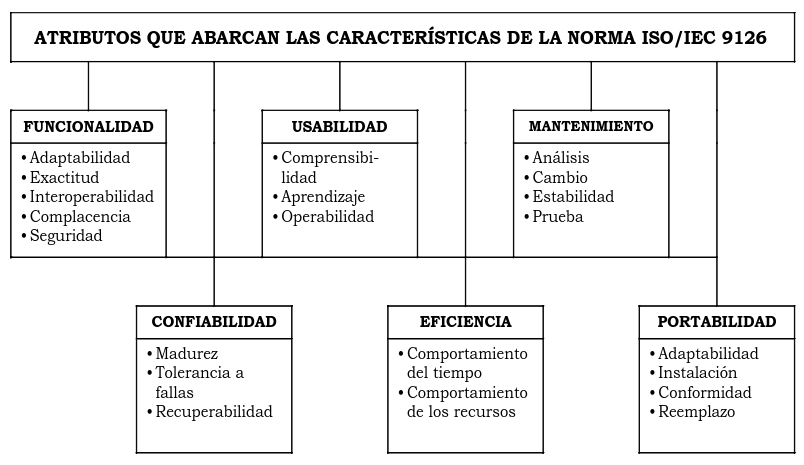 ATRIBUTOS QUE ABARCAN LAS CARACTERÍSTICAS DE LA NORMA ISO/IEC 9126
FUNCIONALIDAD
•Adaptabilidad
•Exactitud
•Interoperabilidad
•Complacencia
•Seguridad
USABILIDAD
•Comprensibi-
lidad
•Aprendizaje
•Operabilidad
MANTENIMIENTO
•Análisis
•Cambio
•Estabilidad
•Prueba
CONFIABILIDAD
•Madurez
•Tolerancia a
fallas
•Recuperabilidad
EFICIENCIA
•Comportamiento
del tiempo
•Comportamiento
de los recursos
PORTABILIDAD
•Adaptabilidad
•Instalación
•Conformidad
•Reemplazo